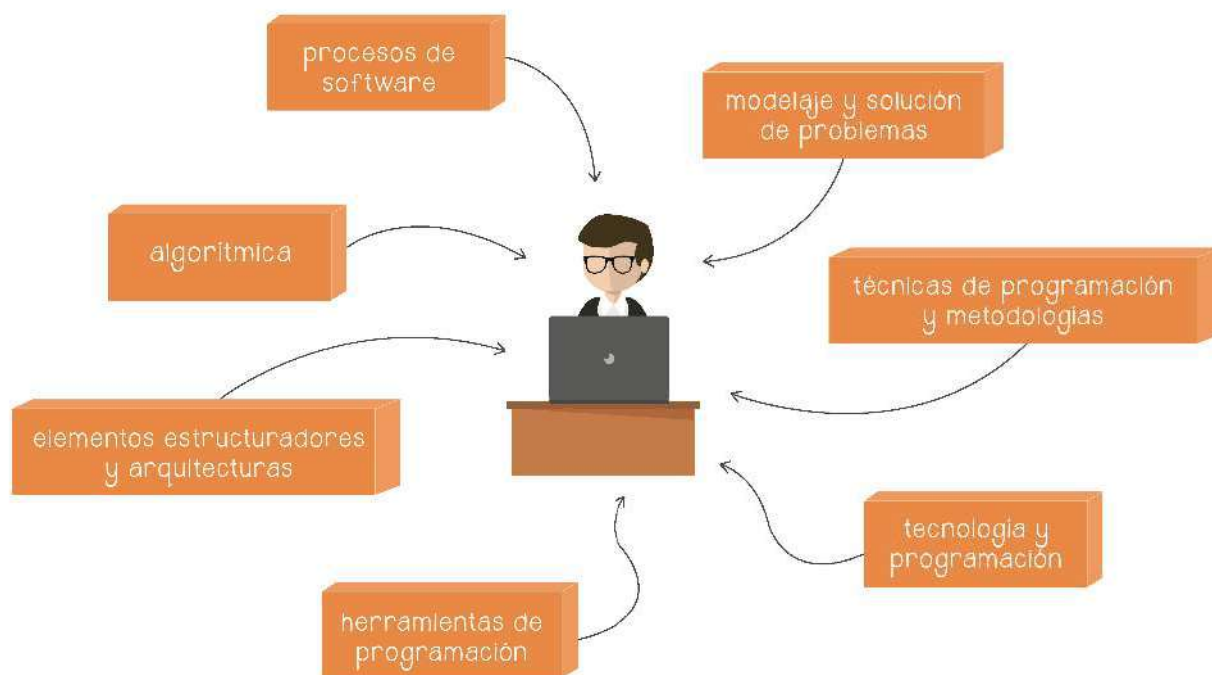 procesos de
software
modelaje y solución
de problemas
algorítmica
técnicas de programación
y metodologías
elementos estructuradores
y arquitecturas
tecnología y
programación
herramientas de
programación